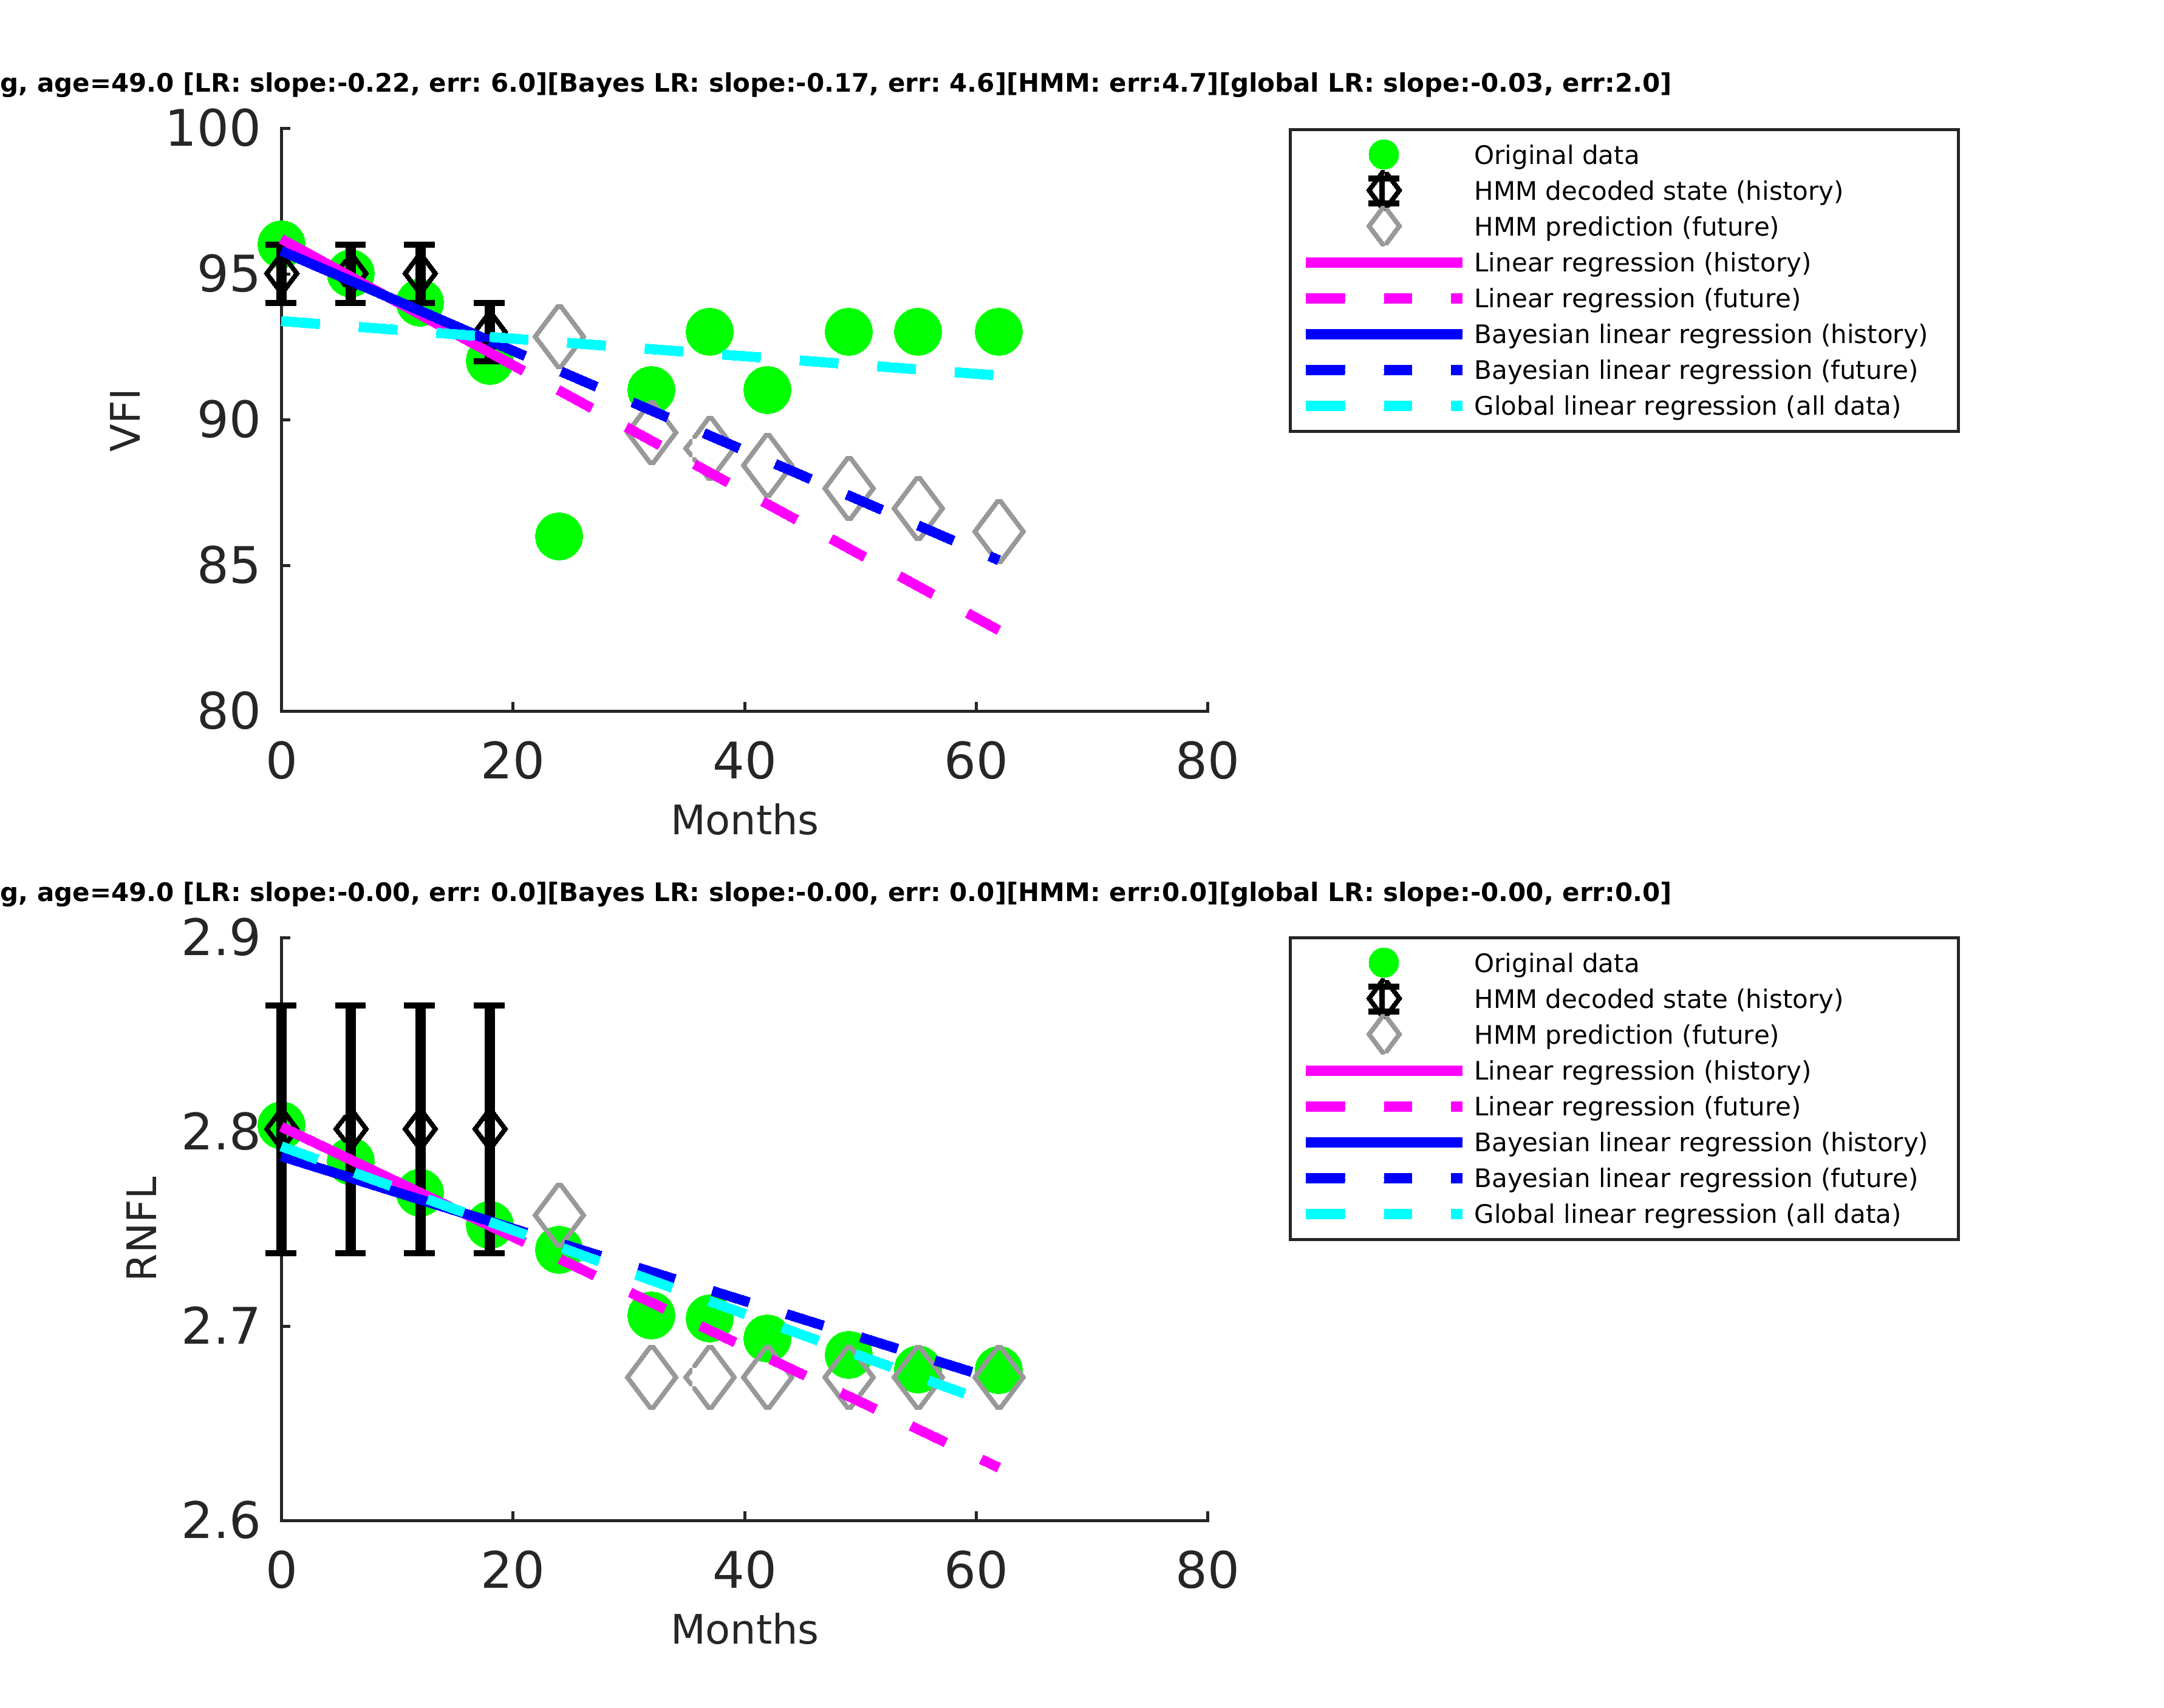 g, age=49.0 [LR: slope:-0.22, err: 6.0][Bayes LR: slope:-0.17, err: 4.6][HMM: err:4.7][global LR: slope:-0.03, err:2.0]
100
95
90
85
80
VFI
0 20 40 60 80
Months
Original data
HMM decoded state (history)
HMM prediction (future)
Linear regression (history)
Linear regression (future)
Bayesian linear regression (history)
Bayesian linear regression (future)
Global linear regression (all data)
g, age=49.0 [LR: slope:-0.00, err: 0.0][Bayes LR: slope:-0.00, err: 0.0][HMM: err:0.0][global LR: slope:-0.00, err:0.0]
2.9
2.8
2.7
2.6
RNFL
0 20 40 60 80
Months
Original data
HMM decoded state (history)
HMM prediction (future)
Linear regression (history)
Linear regression (future)
Bayesian linear regression (history)
Bayesian linear regression (future)
Global linear regression (all data)